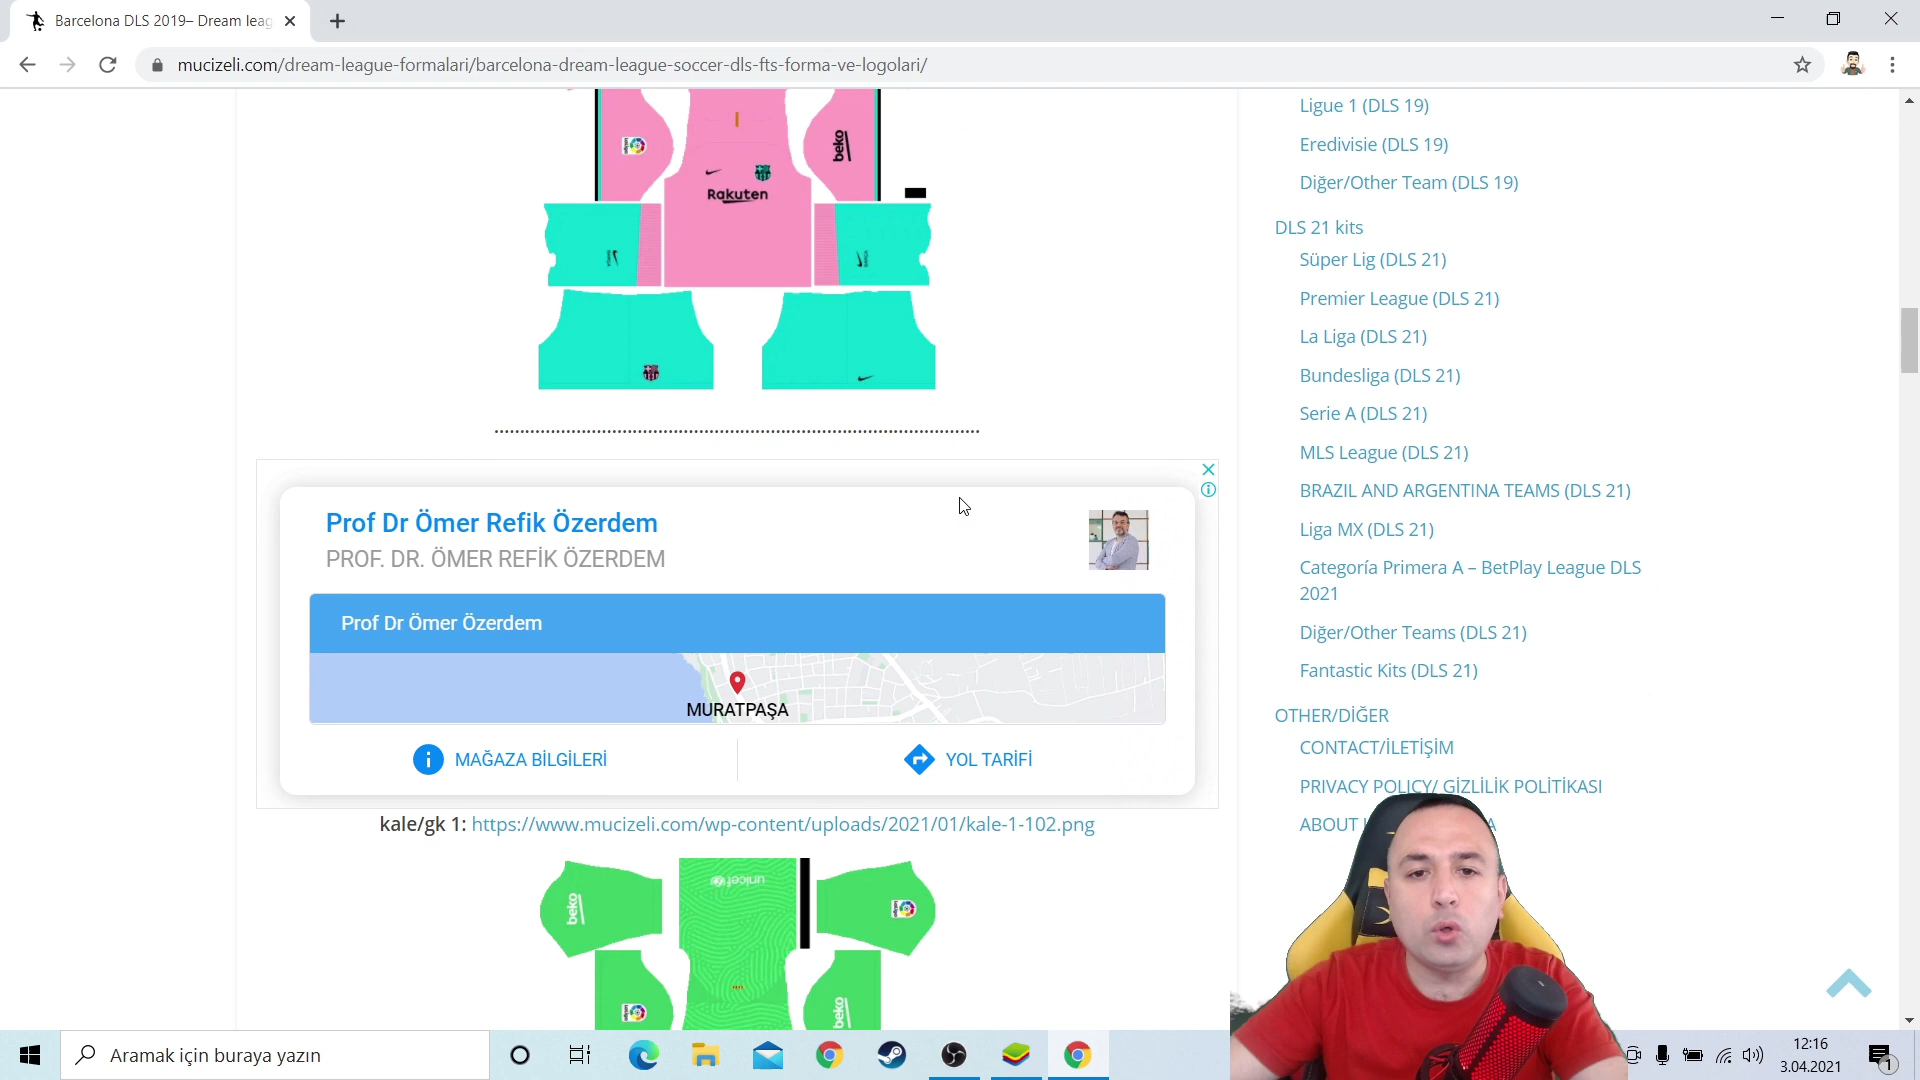 Barcelona DLS 2019– Dream leag
mucizeli.com/dream-league-formalari/barcelona-dream-league-soccer-dls-fts-forma-ve-logolari/
beko
Rakuten
Prof Dr Ömer Refik Özerdem
PROF. DR. ÖMER REFİK ÖZERDEM
Prof Dr Ömer Özerdem
MURATPAŞA
MAĞAZA BİLGİLERİ
YOL TARİFİ
kale/gk 1: https://www.mucizeli.com/wp-content/uploads/2021/01/kale-1-102.png
unicef
beko
beko
Ligue 1 (DLS 19)
Eredivisie (DLS 19)
Diğer/Other Team (DLS 19)
DLS 21 kits
Süper Lig (DLS 21)
Premier League (DLS 21)
La Liga (DLS 21)
Bundesliga (DLS 21)
Serie A (DLS 21)
MLS League (DLS 21)
BRAZIL AND ARGENTINA TEAMS (DLS 21)
Liga MX (DLS 21)
Categoría Primera A – BetPlay League DLS
2021
Diğer/Other Teams (DLS 21)
Fantastic Kits (DLS 21)
OTHER/DİĞER
CONTACT/İLETİŞİM
PRIVACY POLICY/ GİZLİLİK POLİTİKASI
ABOUT
Aramak için buraya yazın
12:16
3.04.2021
1